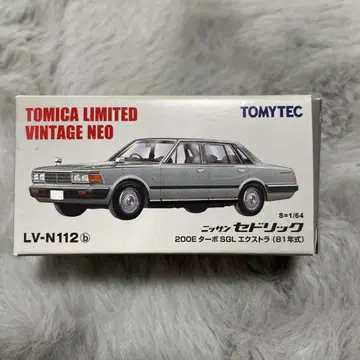 TOMICA LIMITED
VINTAGE NEO
TOMYTEC
S=1/64
LV-N112ⓑ
ニッサン セドリック
200E ターボ SGL エクストラ (81年式)